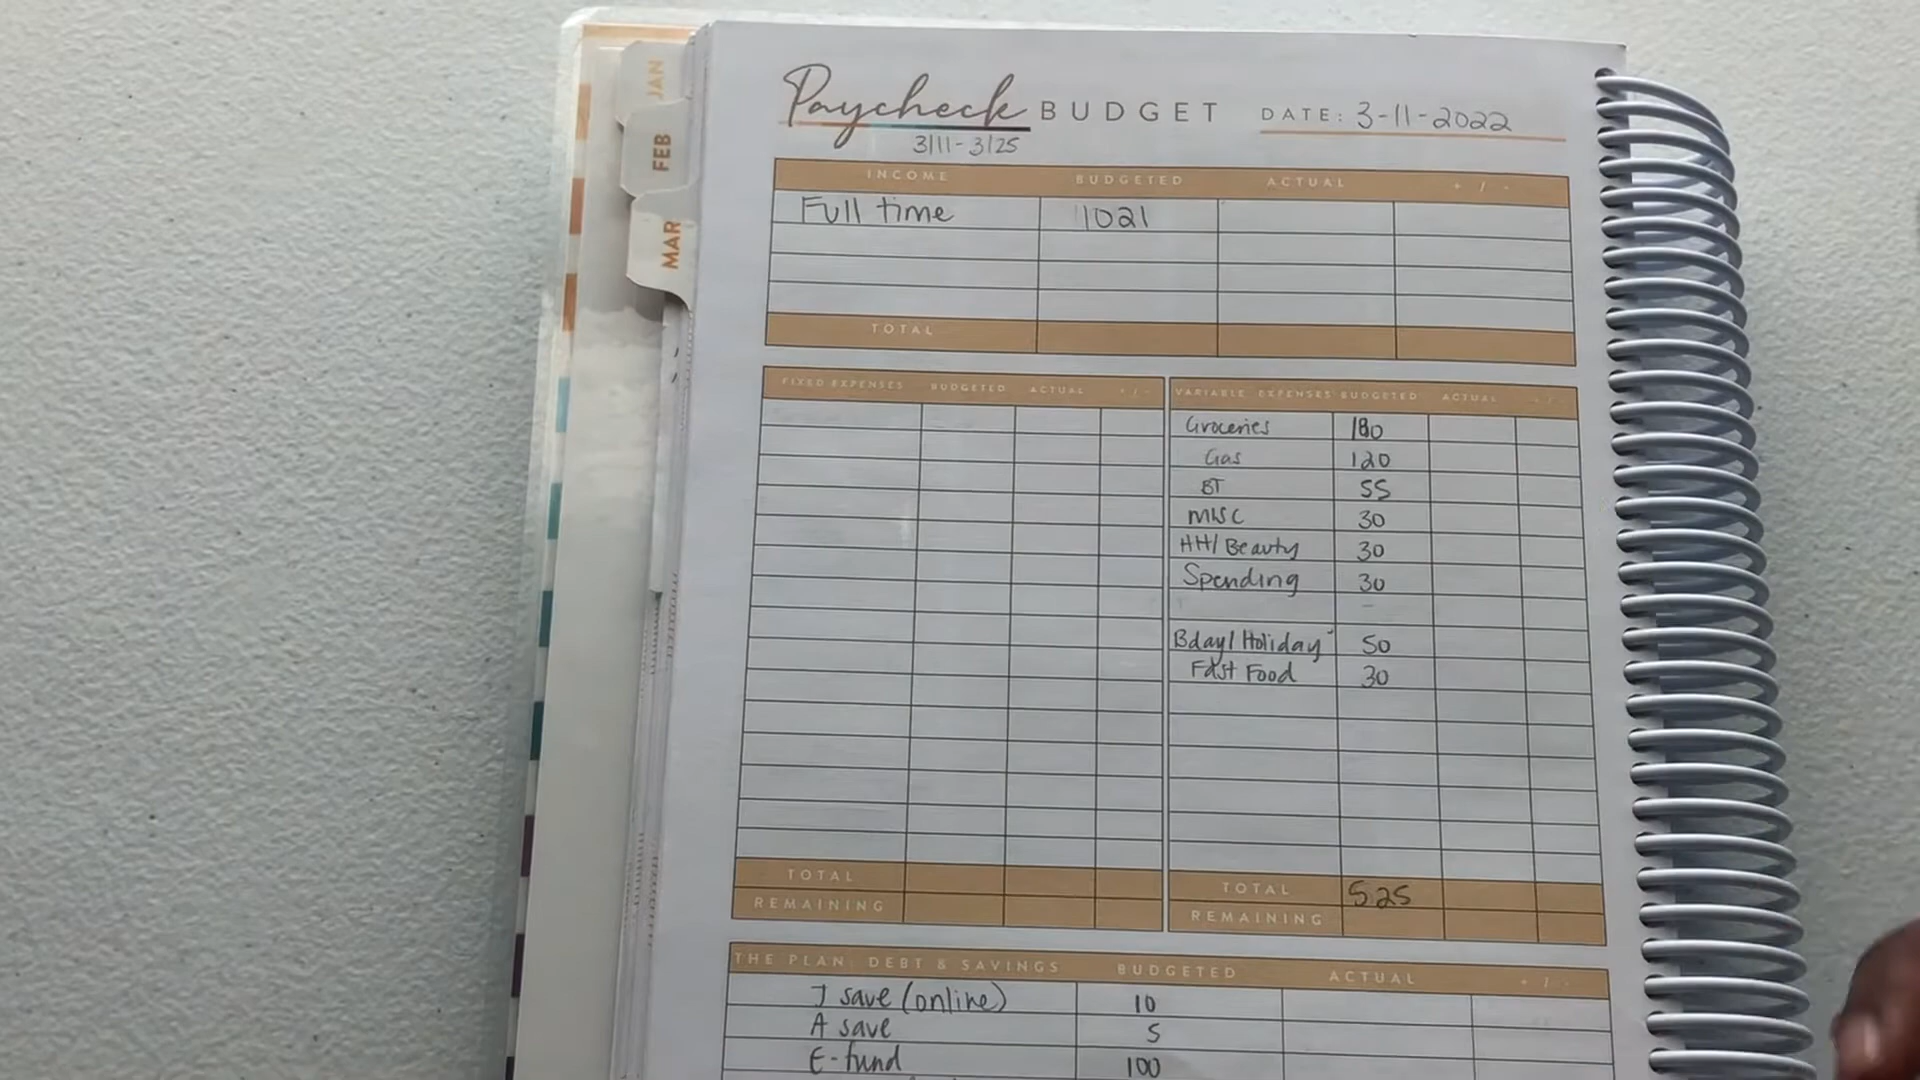 JAN
FEB
MAR
Paycheck BUDGET DATE: 3-11-2022
3/11-3/25
INCOME BUDGETED ACTUAL + / -
Full time 1021
TOTAL
FIXED EXPENSES BUDGETED ACTUAL + / -
TOTAL
REMAINING
VARIABLE EXPENSES BUDGETED ACTUAL + / -
Groceries 180
Gas 120
BT 55
MISC 30
HH/ Beauty 30
Spending 30
Bday/ Holiday 50
Fast Food 30
TOTAL 525
REMAINING
THE PLAN: DEBT & SAVINGS BUDGETED ACTUAL + / -
J save (online) 10
A save 5
E-fund 100